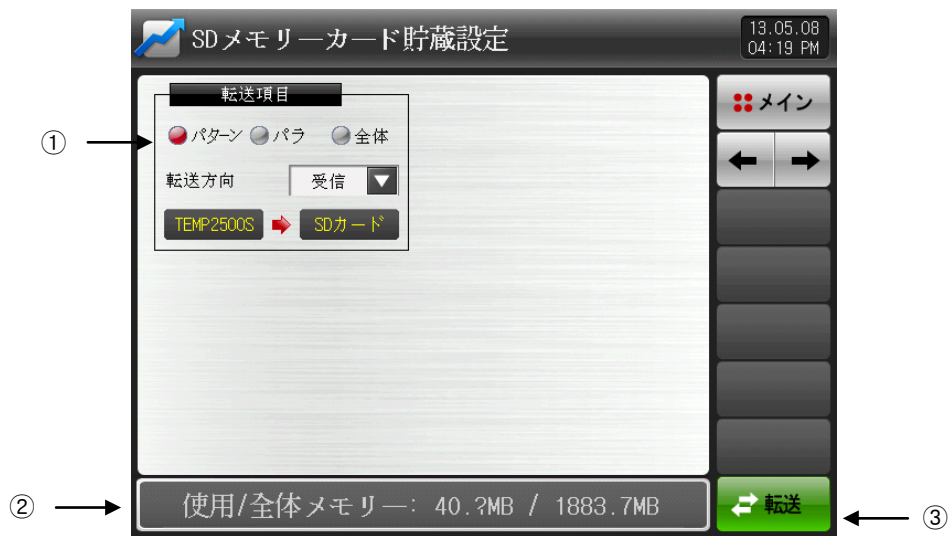 SDメモリーカード貯蔵設定
13.05.08
04:19 PM
転送項目
メイン
① パターン パラ 全体
転送方向 受信
TEMP2500S SDカード
② 使用/全体メモリー: 40.?MB / 1883.7MB
転送 ③